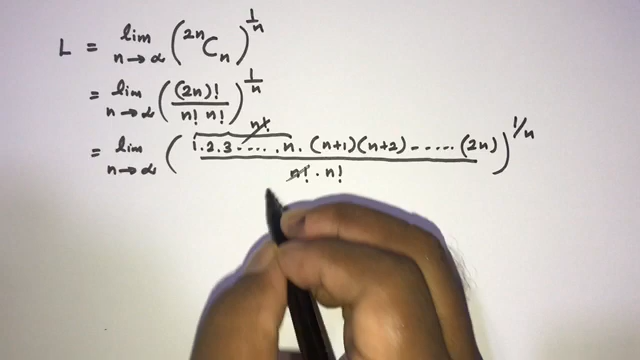 L = lim n→∝ (²ⁿCₙ)^(1/n)
= lim n→∝ ((2n)!/(n! n!))^(1/n)
n!
= lim n→∝ (1.2.3-----.n.(n+1)(n+2)-----(2n)/(n!.n!))^(1/n)